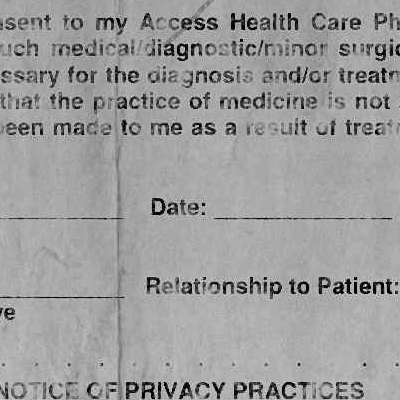 nsent to my Access Health Care Ph
uch medical/diagnostic/minor surgic
ssary for the diagnosis and/or treatm
that the practice of medicine is not
been made to me as a result of treatm
Date:
Relationship to Patient:
ve
NOTICE OF PRIVACY PRACTICES